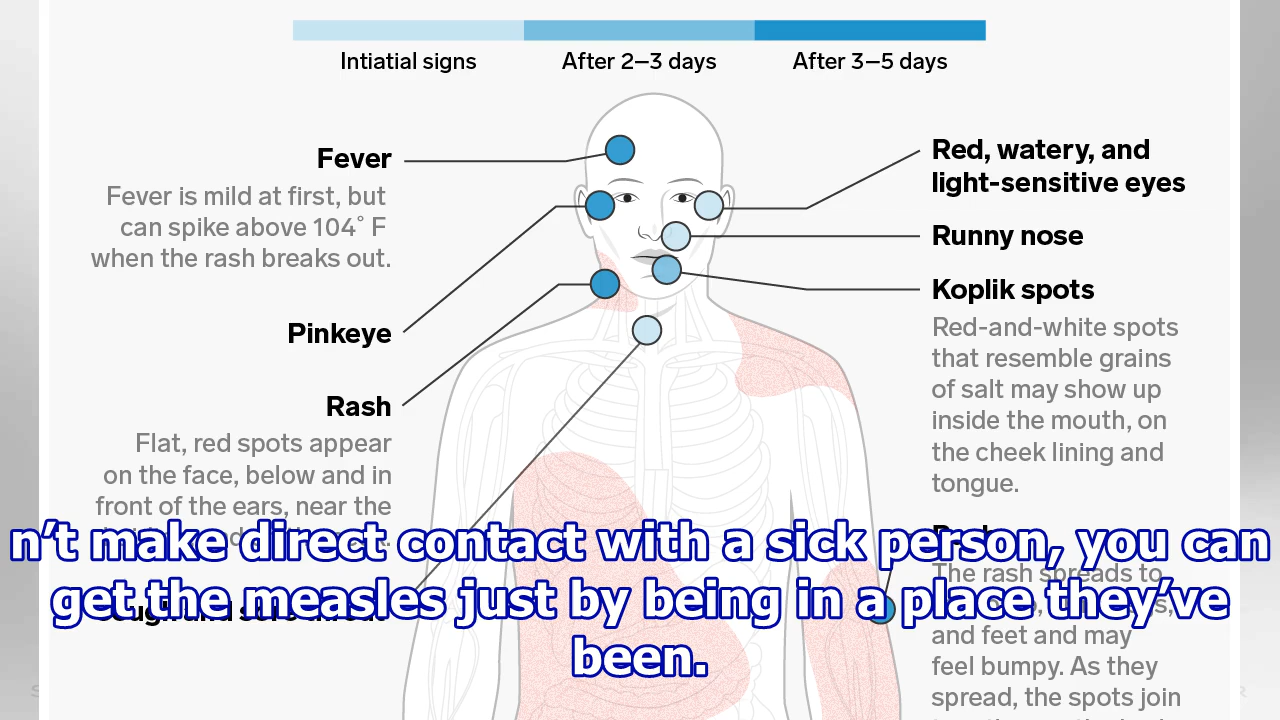 Intiatial signs
After 2–3 days
After 3–5 days
Fever
Fever is mild at first, but
can spike above 104° F
when the rash breaks out.
Pinkeye
Rash
Flat, red spots appear
on the face, below and in
front of the ears, near the
Red, watery, and
light-sensitive eyes
Runny nose
Koplik spots
Red-and-white spots
that resemble grains
of salt may show up
inside the mouth, on
the cheek lining and
tongue.
The rash spreads to
and feet and may
feel bumpy. As they
spread, the spots join
n’t make direct contact with a sick person, you can
get the measles just by being in a place they’ve
been.